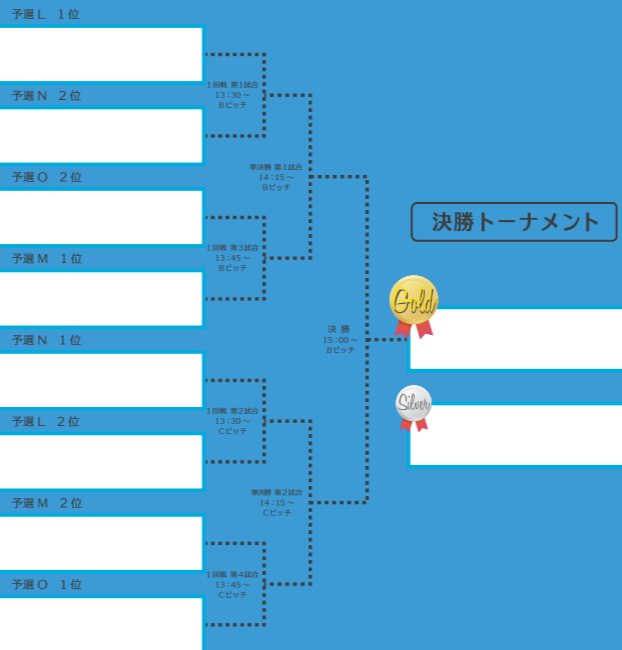 予選L 1位
1回戦 第1試合
13:30～
Bピッチ
予選N 2位
準決勝 第1試合
14:15～
Bピッチ
予選O 2位
1回戦 第3試合
13:45～
Bピッチ
予選M 1位
決勝トーナメント
Gold
決 勝
15:00～
Bピッチ
Silver
予選N 1位
1回戦 第2試合
13:30～
Cピッチ
予選L 2位
準決勝 第2試合
14:15～
Cピッチ
予選M 2位
1回戦 第4試合
13:45～
Cピッチ
予選O 1位